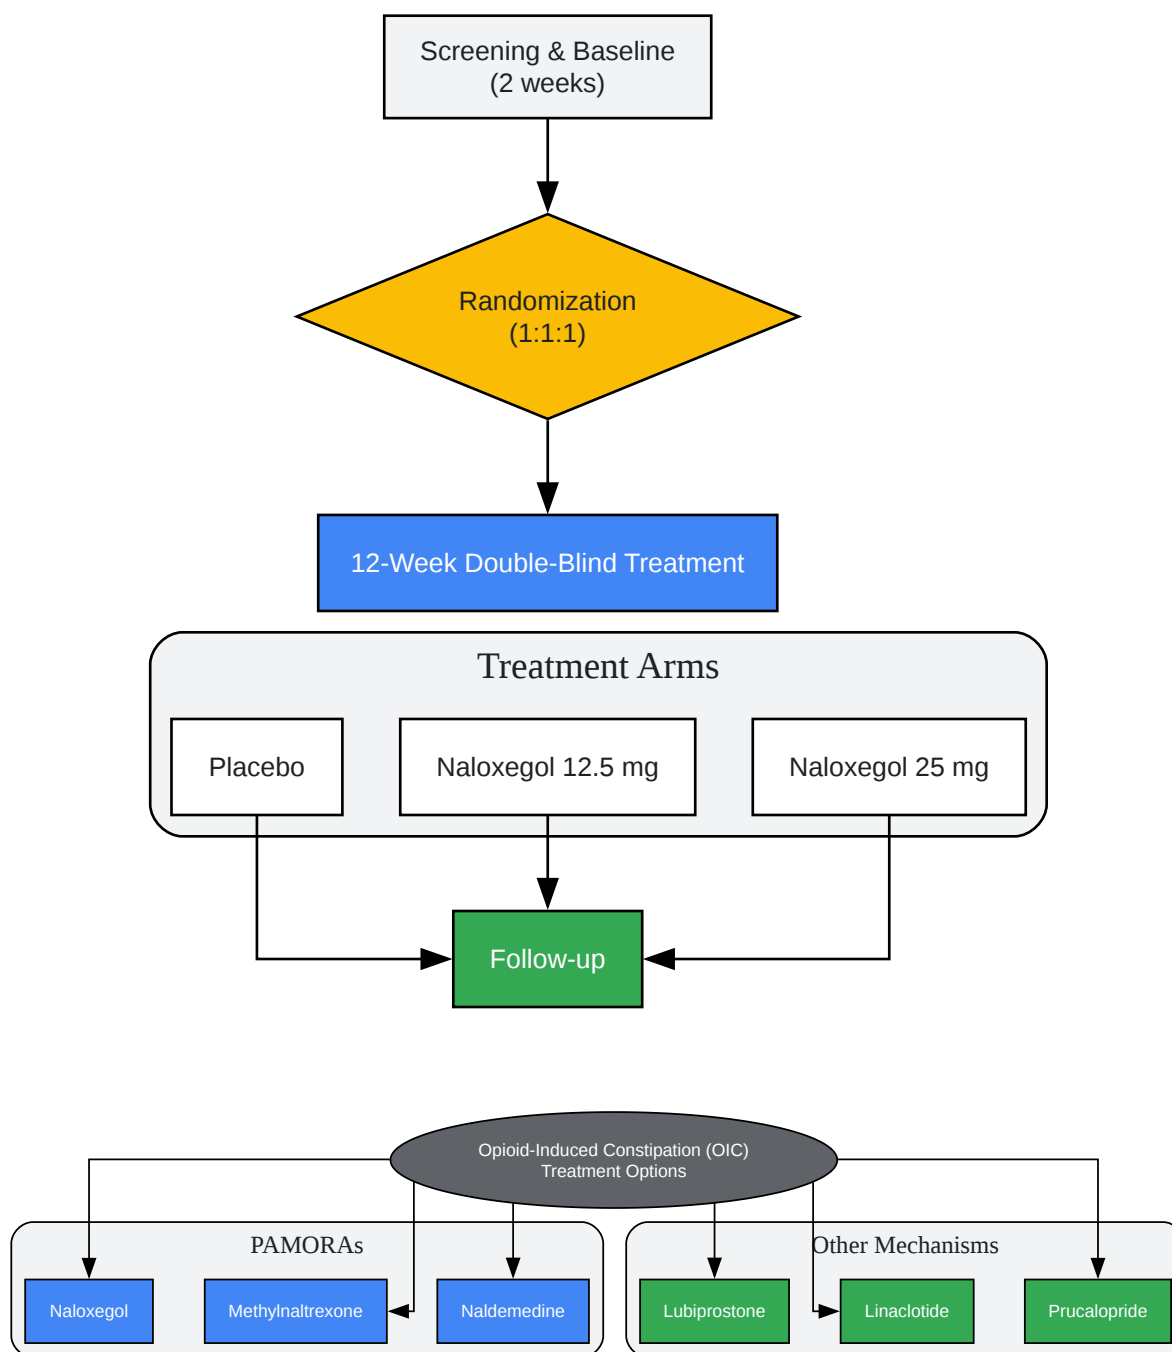 Screening & Baseline
(2 weeks)
Randomization
(1:1:1)
12-Week Double-Blind Treatment
Treatment Arms
Placebo
Naloxegol 12.5 mg
Naloxegol 25 mg
Follow-up
Opioid-Induced Constipation (OIC)
Treatment Options
PAMORAs
Other Mechanisms
Naloxegol
Methylnaltrexone
Naldemedine
Lubiprostone
Linaclotide
Prucalopride